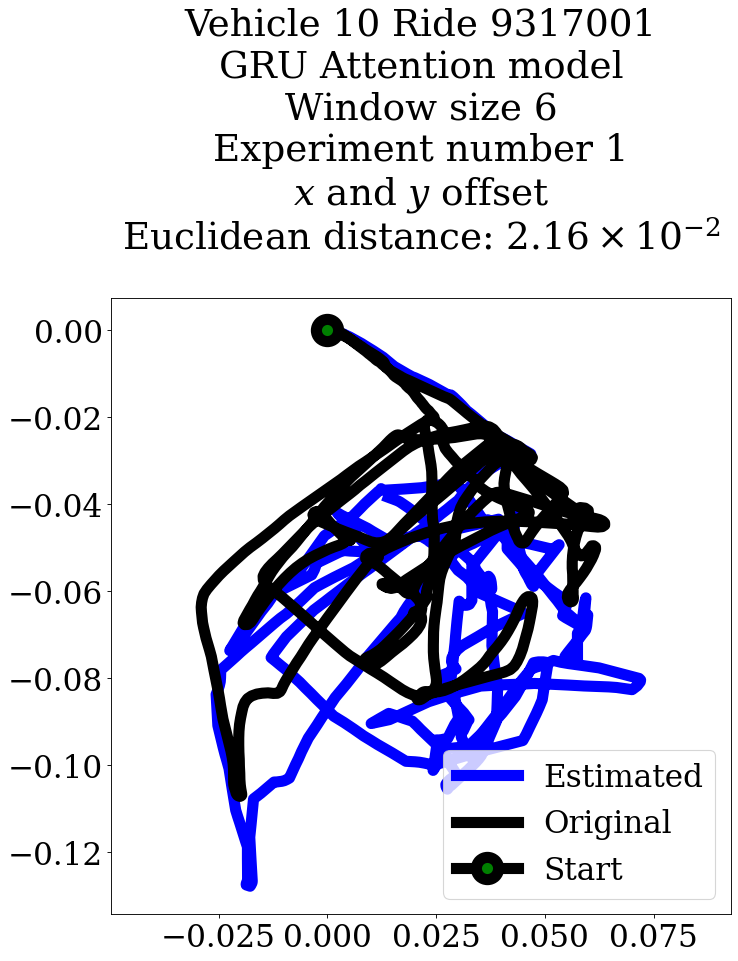 Vehicle 10 Ride 9317001
GRU Attention model
Window size 6
Experiment number 1
x and y offset
Euclidean distance: 2.16 × 10⁻²
0.00
−0.02
−0.04
−0.06
−0.08
−0.10
−0.12
Estimated
Original
Start
−0.025 0.000 0.025 0.050 0.075